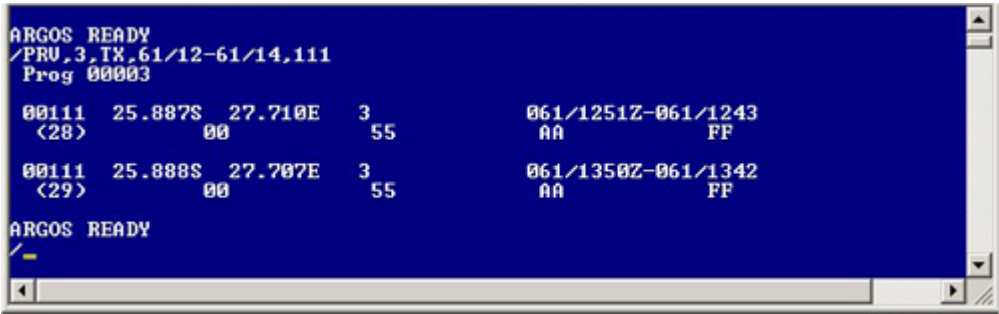 ARGOS READY
/PRV,3,TX,61/12-61/14,111
Prog 00003
00111 25.887S 27.710E 3 061/1251Z-061/1243
(28) 00 55 AA FF
00111 25.888S 27.707E 3 061/1350Z-061/1342
(29) 00 55 AA FF
ARGOS READY
/_